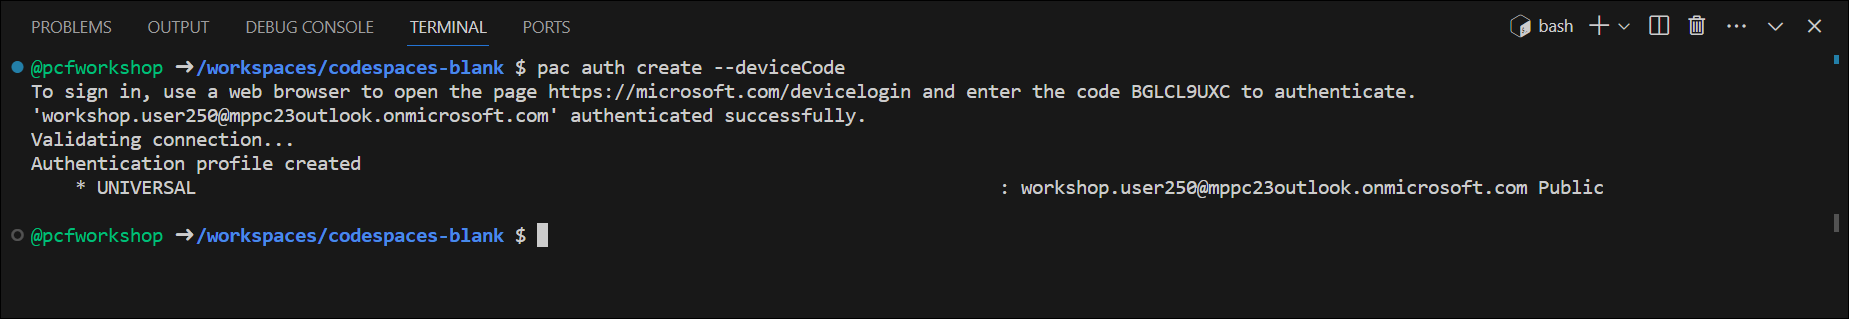 PROBLEMS OUTPUT DEBUG CONSOLE TERMINAL PORTS bash
@pcfworkshop ➜/workspaces/codespaces-blank $ pac auth create --deviceCode
To sign in, use a web browser to open the page https://microsoft.com/devicelogin and enter the code BGLCL9UXC to authenticate.
'workshop.user250@mppc23outlook.onmicrosoft.com' authenticated successfully.
Validating connection...
Authentication profile created
* UNIVERSAL : workshop.user250@mppc23outlook.onmicrosoft.com Public
@pcfworkshop ➜/workspaces/codespaces-blank $